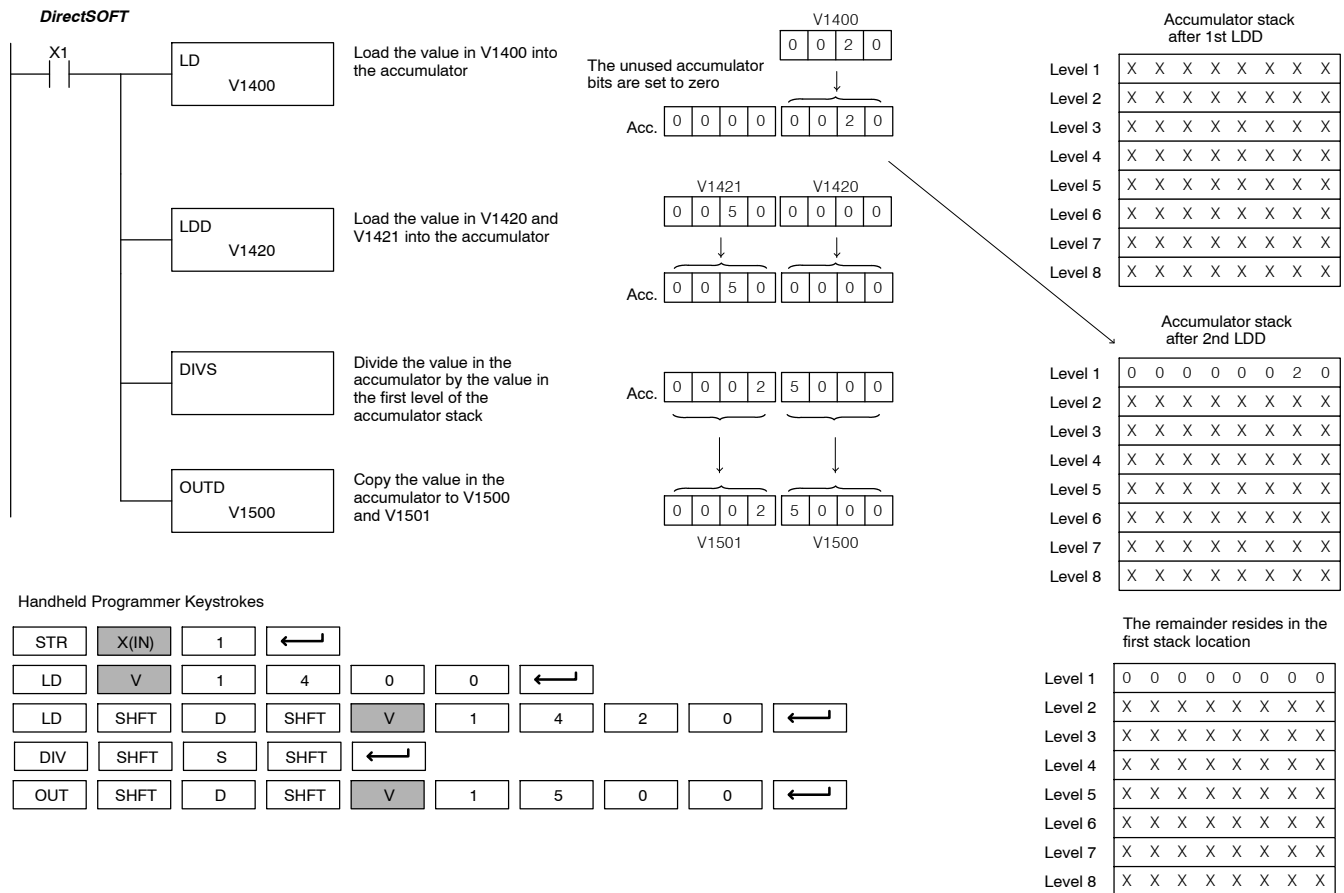 DirectSOFT
X1
LD
V1400
Load the value in V1400 into
the accumulator
LDD
V1420
Load the value in V1420 and
V1421 into the accumulator
DIVS
Divide the value in the
accumulator by the value in
the first level of the
accumulator stack
OUTD
V1500
Copy the value in the
accumulator to V1500
and V1501
The unused accumulator
bits are set to zero
V1400
0 0 2 0
Acc. 0 0 0 0 0 0 2 0
V1421 V1420
0 0 5 0 0 0 0 0
Acc. 0 0 5 0 0 0 0 0
Acc. 0 0 0 2 5 0 0 0
0 0 0 2 5 0 0 0
V1501 V1500
Accumulator stack
after 1st LDD
Level 1 X X X X X X X X
Level 2 X X X X X X X X
Level 3 X X X X X X X X
Level 4 X X X X X X X X
Level 5 X X X X X X X X
Level 6 X X X X X X X X
Level 7 X X X X X X X X
Level 8 X X X X X X X X
Accumulator stack
after 2nd LDD
Level 1 0 0 0 0 0 0 2 0
Level 2 X X X X X X X X
Level 3 X X X X X X X X
Level 4 X X X X X X X X
Level 5 X X X X X X X X
Level 6 X X X X X X X X
Level 7 X X X X X X X X
Level 8 X X X X X X X X
The remainder resides in the
first stack location
Level 1 0 0 0 0 0 0 0 0
Level 2 X X X X X X X X
Level 3 X X X X X X X X
Level 4 X X X X X X X X
Level 5 X X X X X X X X
Level 6 X X X X X X X X
Level 7 X X X X X X X X
Level 8 X X X X X X X X
Handheld Programmer Keystrokes
STR X(IN) 1
LD V 1 4 0 0
LD SHFT D SHFT V 1 4 2 0
DIV SHFT S SHFT
OUT SHFT D SHFT V 1 5 0 0